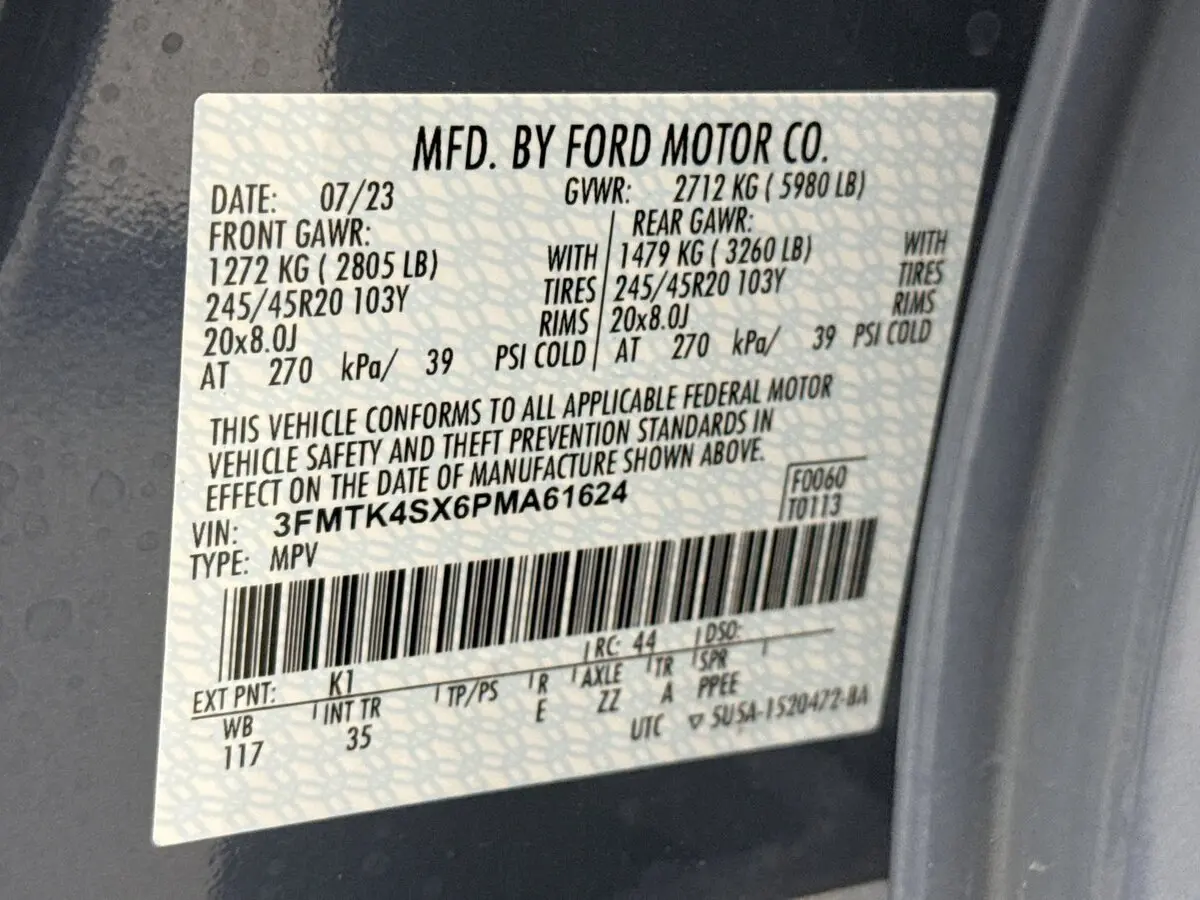 MFD. BY FORD MOTOR CO.
DATE: 07/23 GVWR: 2712 KG ( 5980 LB)
FRONT GAWR: REAR GAWR:
1272 KG ( 2805 LB) WITH 1479 KG ( 3260 LB) WITH
245/45R20 103Y TIRES 245/45R20 103Y TIRES
20x8.0J RIMS 20x8.0J RIMS
AT 270 kPa/ 39 PSI COLD AT 270 kPa/ 39 PSI COLD
THIS VEHICLE CONFORMS TO ALL APPLICABLE FEDERAL MOTOR
VEHICLE SAFETY AND THEFT PREVENTION STANDARDS IN
EFFECT ON THE DATE OF MANUFACTURE SHOWN ABOVE.
VIN: 3FMTK4SX6PMA61624 F0060
TYPE: MPV T0113
EXT PNT: K1 RC: 44 DSO:
WB INT TR TP/PS R AXLE TR SPR
117 35 E ZZ A PPEE
UTC ▽ 5USA-1520472-BA